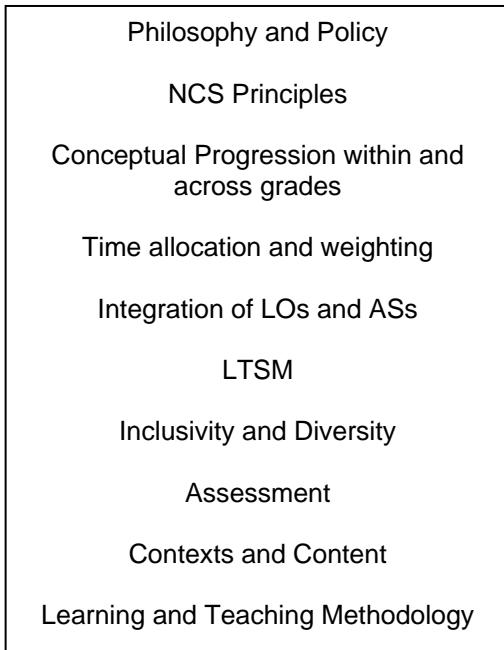 Philosophy and Policy
NCS Principles
Conceptual Progression within and
across grades
Time allocation and weighting
Integration of LOs and ASs
LTSM
Inclusivity and Diversity
Assessment
Contexts and Content
Learning and Teaching Methodology